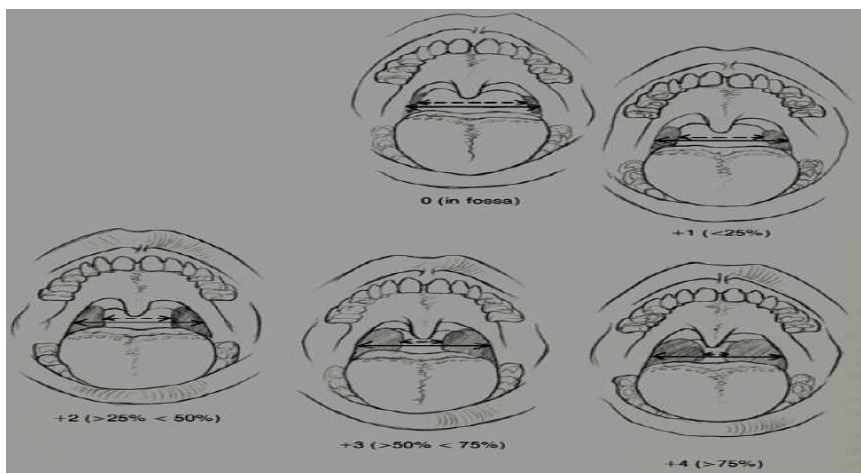 0 (in fossa)
+1 (<25%)
+2 (>25% < 50%)
+3 (>50% < 75%)
+4 (>75%)